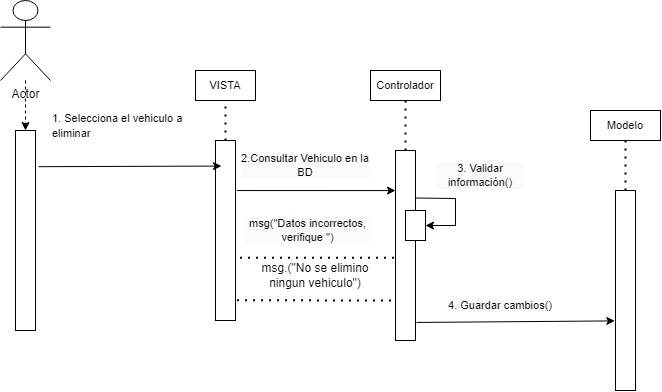 Actor
VISTA
Controlador
Modelo
1. Selecciona el vehiculo a
eliminar
2.Consultar Vehiculo en la
BD
3. Validar
información()
msg("Datos incorrectos,
verifique ")
msg.("No se elimino
ningun vehiculo")
4. Guardar cambios()